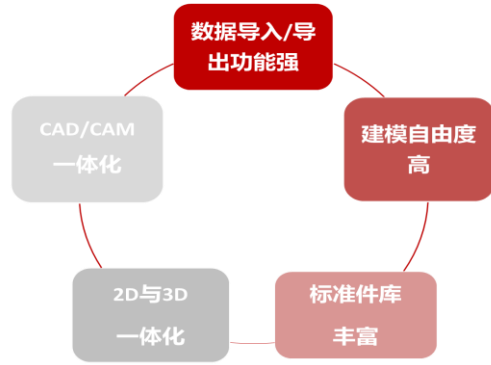 数据导入/导
出功能强
建模自由度
高
标准件库
丰富
2D与3D
一体化
CAD/CAM
一体化